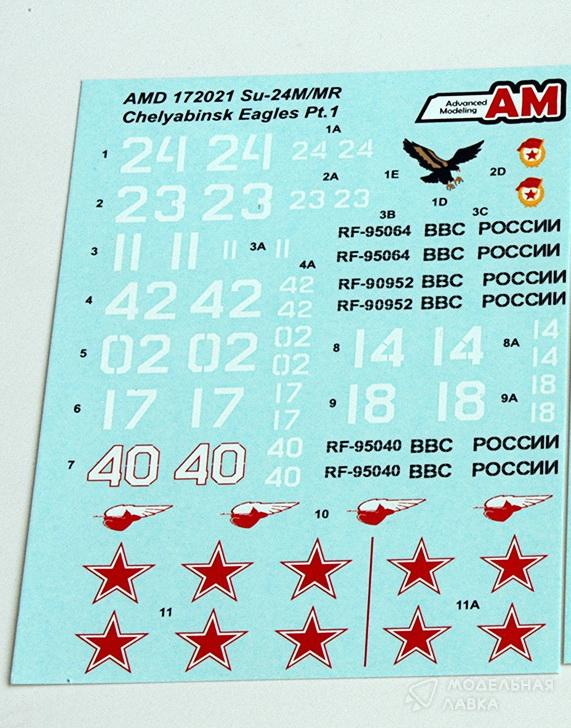 AMD 172021 Su-24M/MR
Chelyabinsk Eagles Pt.1
Advanced
Modeling
AM
1
24 24
1A
24 24
1E
2D
2
23 23
2A
23 23
1D
3B
3C
RF-95064 ВВС РОССИИ
3
11 11
3A
11 11
RF-95064 ВВС РОССИИ
4A
RF-90952 ВВС РОССИИ
4
42 42
42
42
RF-90952 ВВС РОССИИ
5
02 02
02
02
8
14 14
8A
14
14
6
17 17
17
17
9
18 18
9A
18
18
7
40 40
40
40
RF-95040 ВВС РОССИИ
RF-95040 ВВС РОССИИ
10
11
11A
МОДЕЛЬНАЯ
ЛАВКА